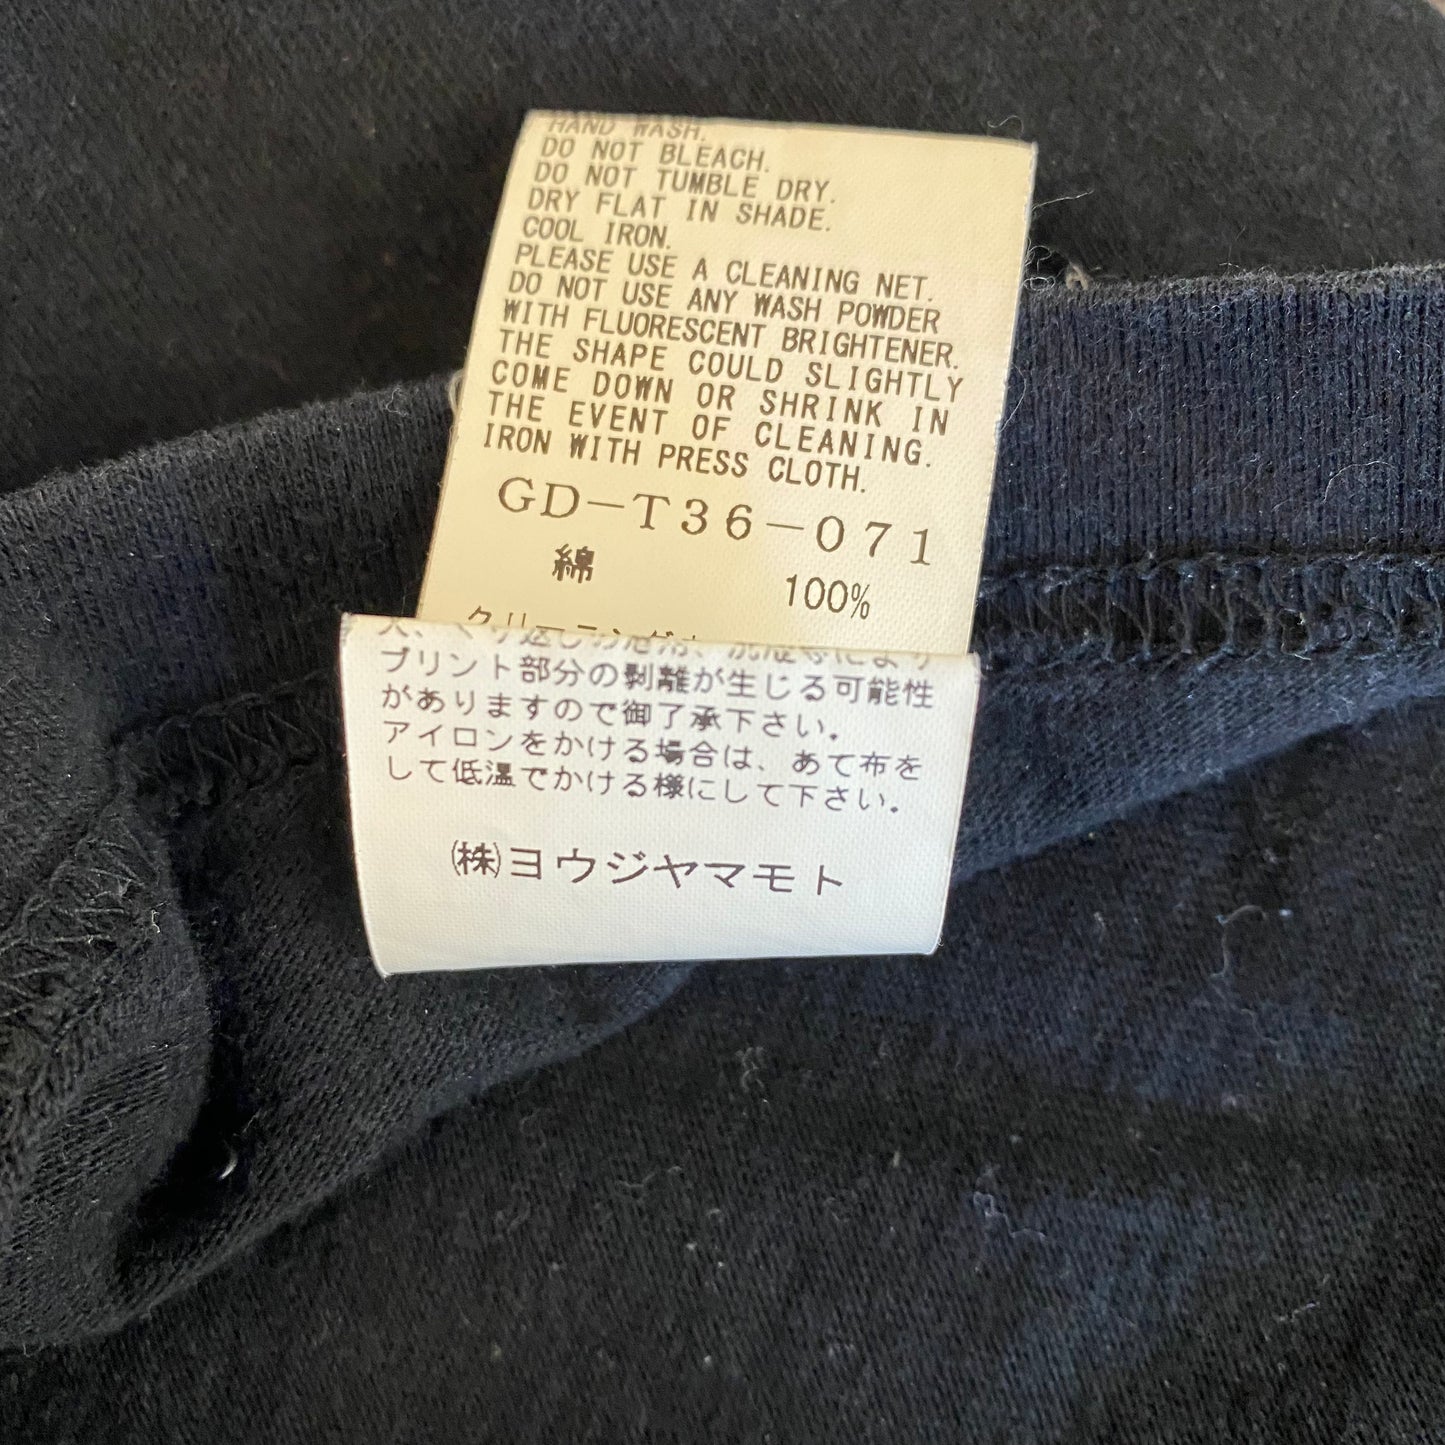 HAND WASH.
DO NOT BLEACH.
DO NOT TUMBLE DRY.
DRY FLAT IN SHADE.
COOL IRON.
PLEASE USE A CLEANING NET.
DO NOT USE ANY WASH POWDER
WITH FLUORESCENT BRIGHTENER.
THE SHAPE COULD SLIGHTLY
COME DOWN OR SHRINK IN
THE EVENT OF CLEANING.
IRON WITH PRESS CLOTH.
GD-T36-071
綿 100%
プリント部分の剥離が生じる可能性
がありますので御了承下さい。
アイロンをかける場合は、あて布を
して低温でかける様にして下さい。
㈱ヨウジヤマモト